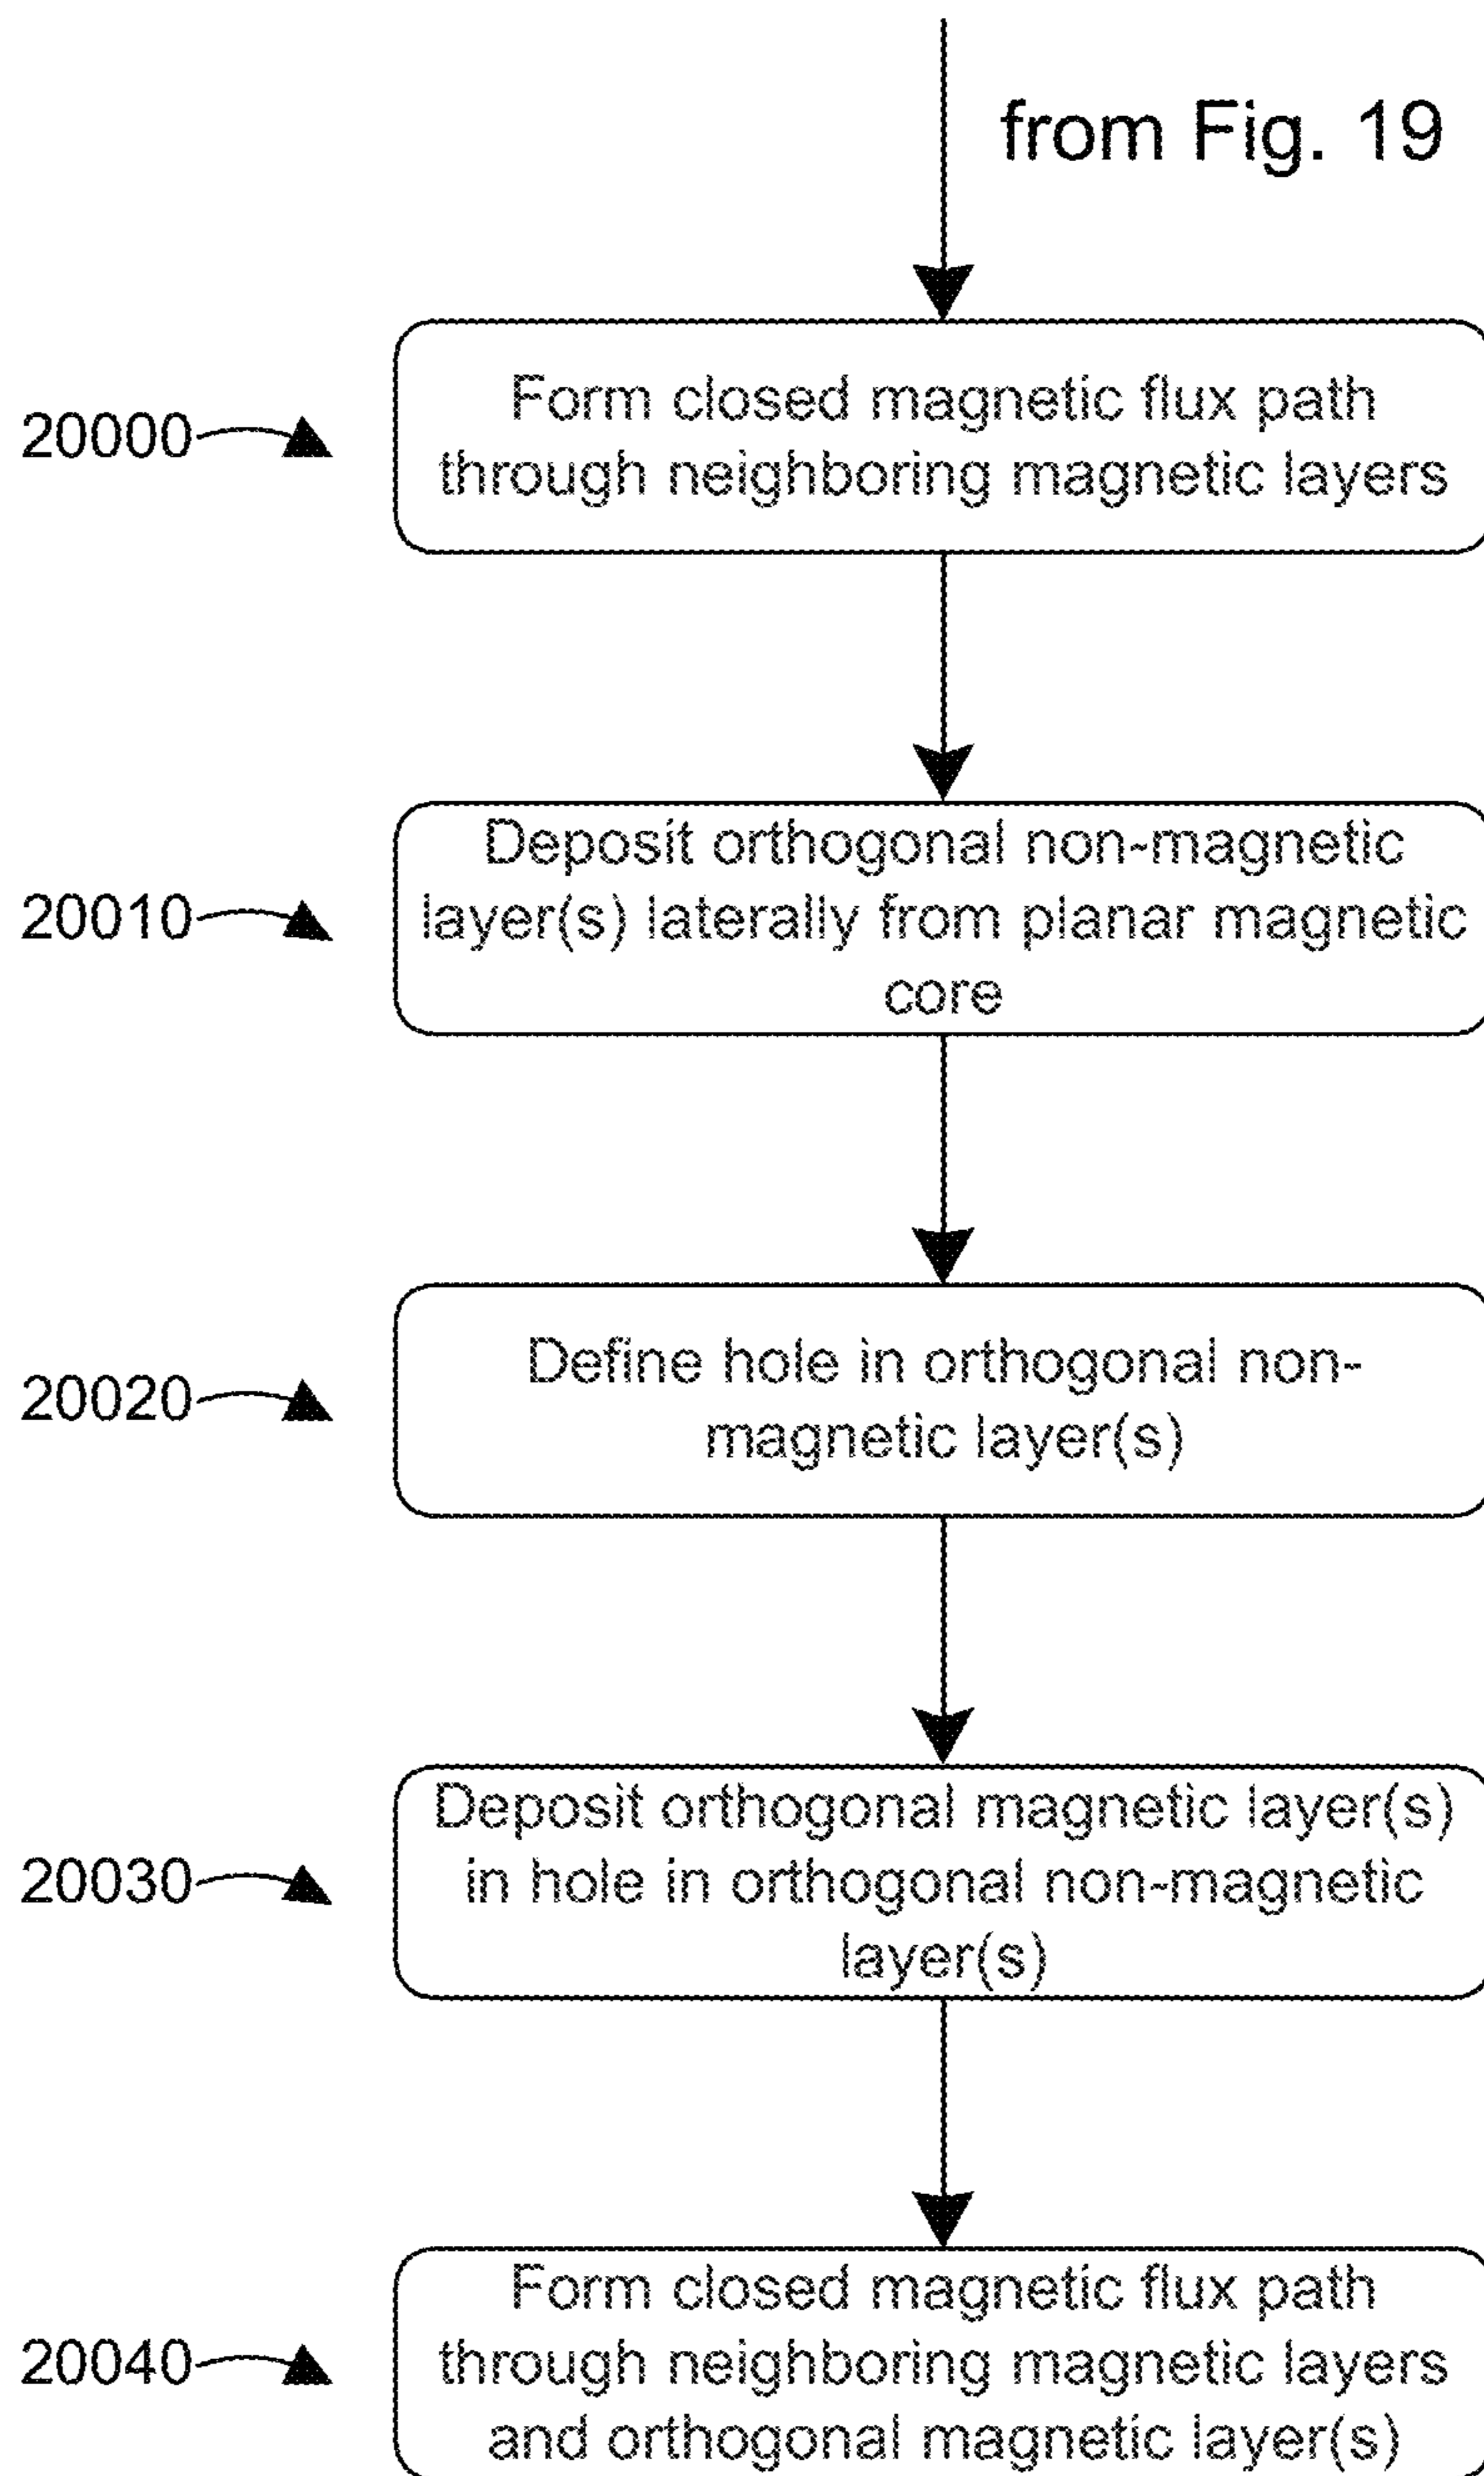 from Fig. 19
20000
Form closed magnetic flux path
through neighboring magnetic layers
20010
Deposit orthogonal non-magnetic
layer(s) laterally from planar magnetic
core
20020
Define hole in orthogonal non-
magnetic layer(s)
20030
Deposit orthogonal magnetic layer(s)
in hole in orthogonal non-magnetic
layer(s)
20040
Form closed magnetic flux path
through neighboring magnetic layers
and orthogonal magnetic layer(s)